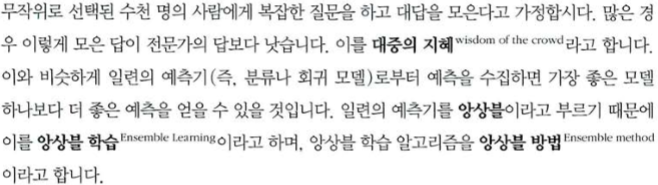 무작위로 선택된 수천 명의 사람에게 복잡한 질문을 하고 대답을 모은다고 가정합시다. 많은 경
우 이렇게 모은 답이 전문가의 답보다 낫습니다. 이를 대중의 지혜wisdom of the crowd라고 합니다.
이와 비슷하게 일련의 예측기(즉, 분류나 회귀 모델)로부터 예측을 수집하면 가장 좋은 모델
하나보다 더 좋은 예측을 얻을 수 있을 것입니다. 일련의 예측기를 앙상블이라고 부르기 때문에
이를 앙상블 학습Ensemble Learning이라고 하며, 앙상블 학습 알고리즘을 앙상블 방법Ensemble method
이라고 합니다.